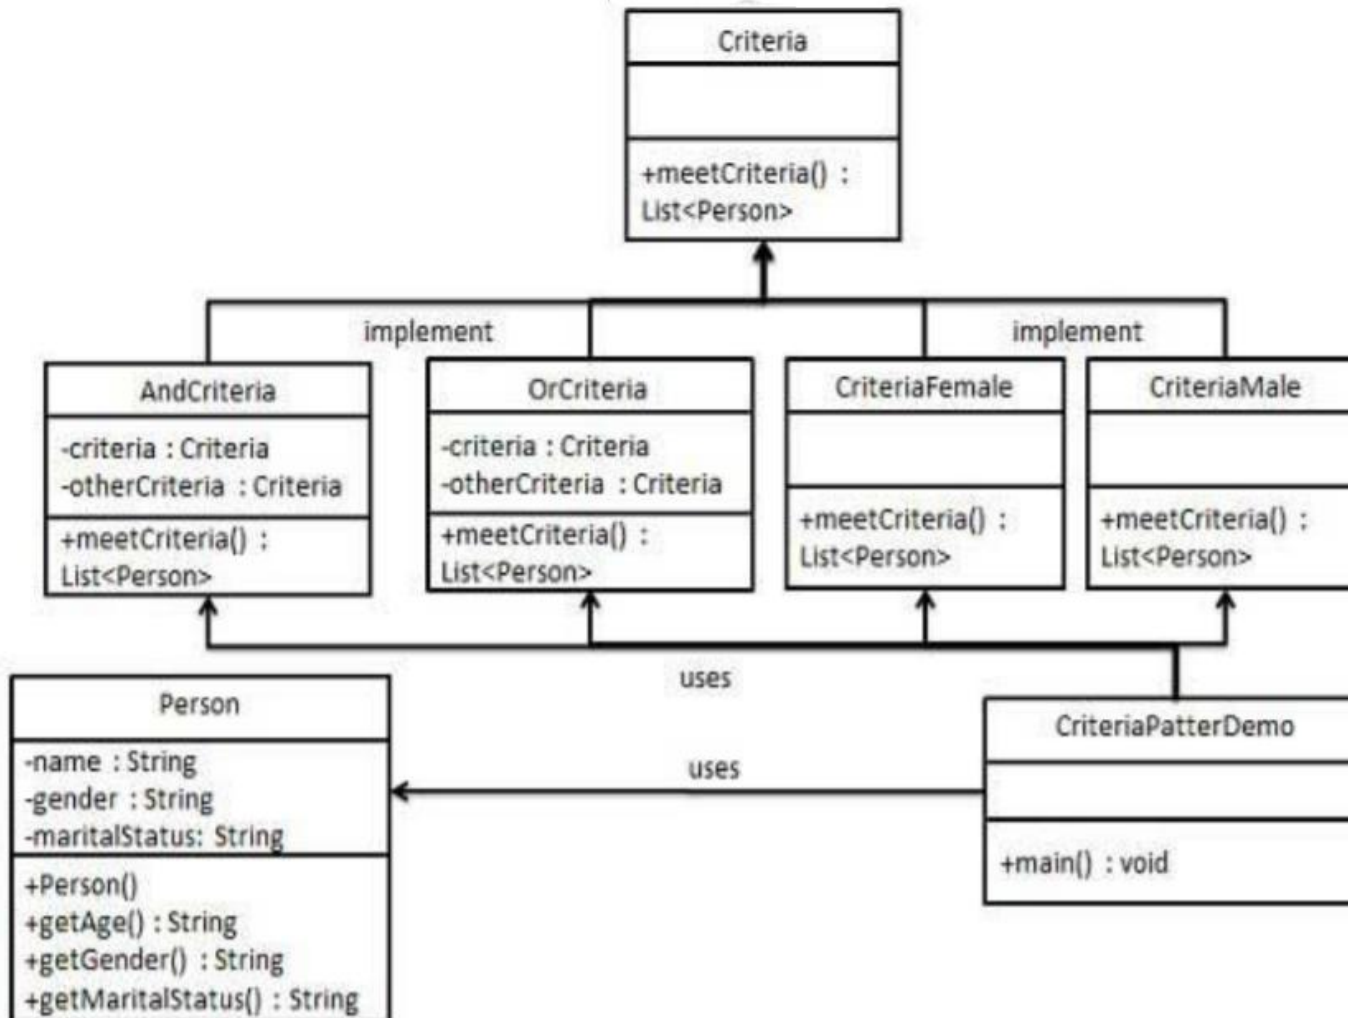 Criteria
+meetCriteria() :
List<Person>
implement
implement
AndCriteria
-criteria : Criteria
-otherCriteria : Criteria
+meetCriteria() :
List<Person>
OrCriteria
-criteria : Criteria
-otherCriteria : Criteria
+meetCriteria() :
List<Person>
CriteriaFemale
+meetCriteria() :
List<Person>
CriteriaMale
+meetCriteria() :
List<Person>
uses
Person
-name : String
-gender : String
-maritalStatus: String
+Person()
+getAge() : String
+getGender() : String
+getMaritalStatus() : String
uses
CriteriaPatterDemo
+main() : void